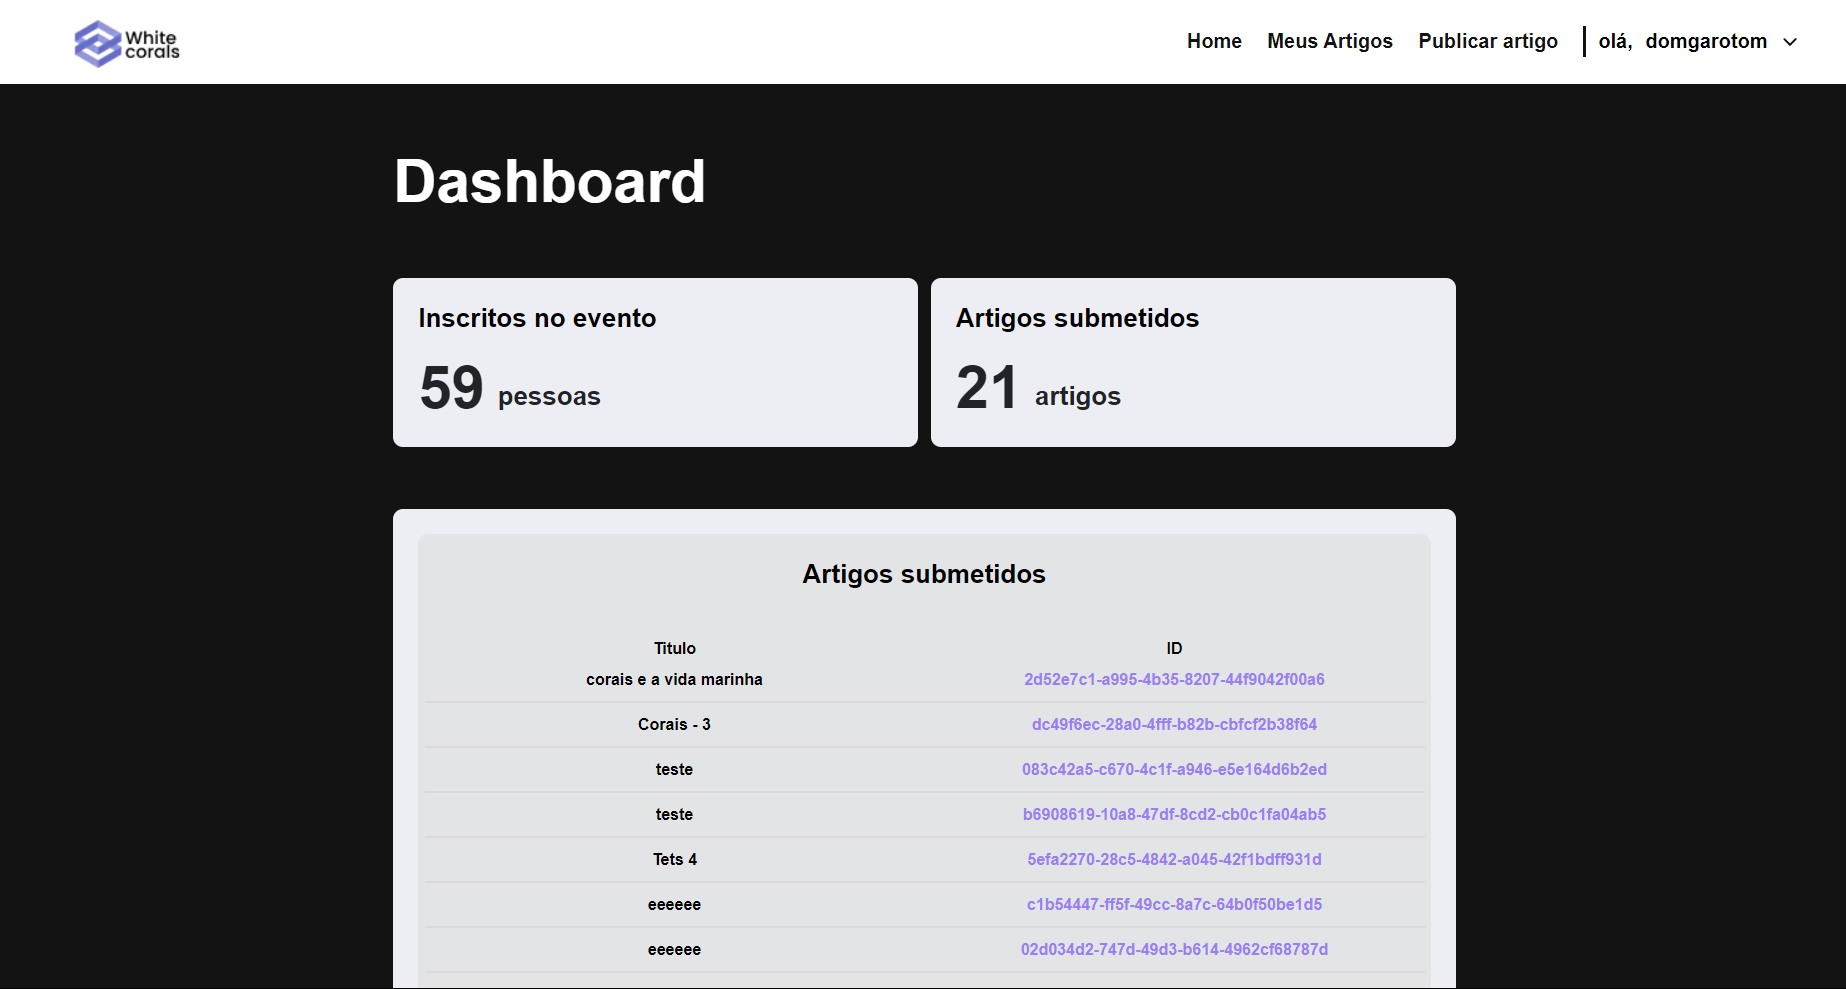 White
corals
Home Meus Artigos Publicar artigo olá, domgarotom
Dashboard
Inscritos no evento
59 pessoas
Artigos submetidos
21 artigos
Artigos submetidos
Titulo ID
corais e a vida marinha 2d52e7c1-a995-4b35-8207-44f9042f00a6
Corais - 3 dc49f6ec-28a0-4fff-b82b-cbfcf2b38f64
teste 083c42a5-c670-4c1f-a946-e5e164d6b2ed
teste b6908619-10a8-47df-8cd2-cb0c1fa04ab5
Tets 4 5efa2270-28c5-4842-a045-42f1bdff931d
eeeeee c1b54447-ff5f-49cc-8a7c-64b0f50be1d5
eeeeee 02d034d2-747d-49d3-b614-4962cf68787d